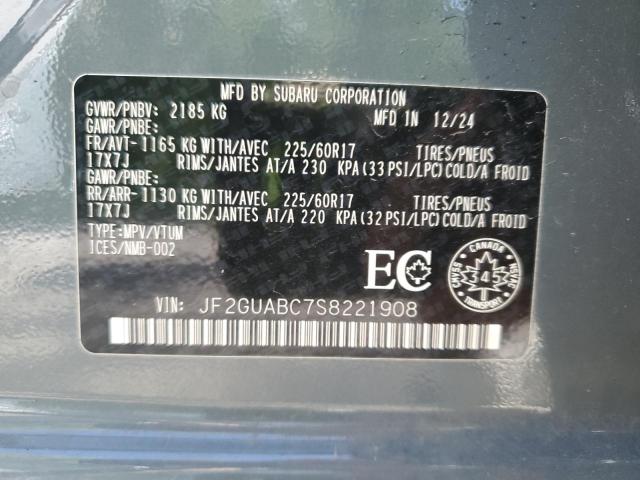 MFD BY SUBARU CORPORATION
GVWR/PNBV: 2185 KG MFD IN 12/24
GAWR/PNBE:
FR/AVT-1165 KG WITH/AVEC 225/60R17 TIRES/PNEUS
17X7J RIMS/JANTES AT/A 230 KPA(33 PSI/LPC)COLD/A FROID
GAWR/PNBE:
RR/ARR-1130 KG WITH/AVEC 225/60R17 TIRES/PNEUS
17X7J RIMS/JANTES AT/A 220 KPA(32 PSI/LPC)COLD/A FROID
TYPE:MPV/VTUM
ICES/NMB-002
EC
CANADA
CMVSS 345 NSVAC
TRANSPORT
VIN: JF2GUABC7S8221908